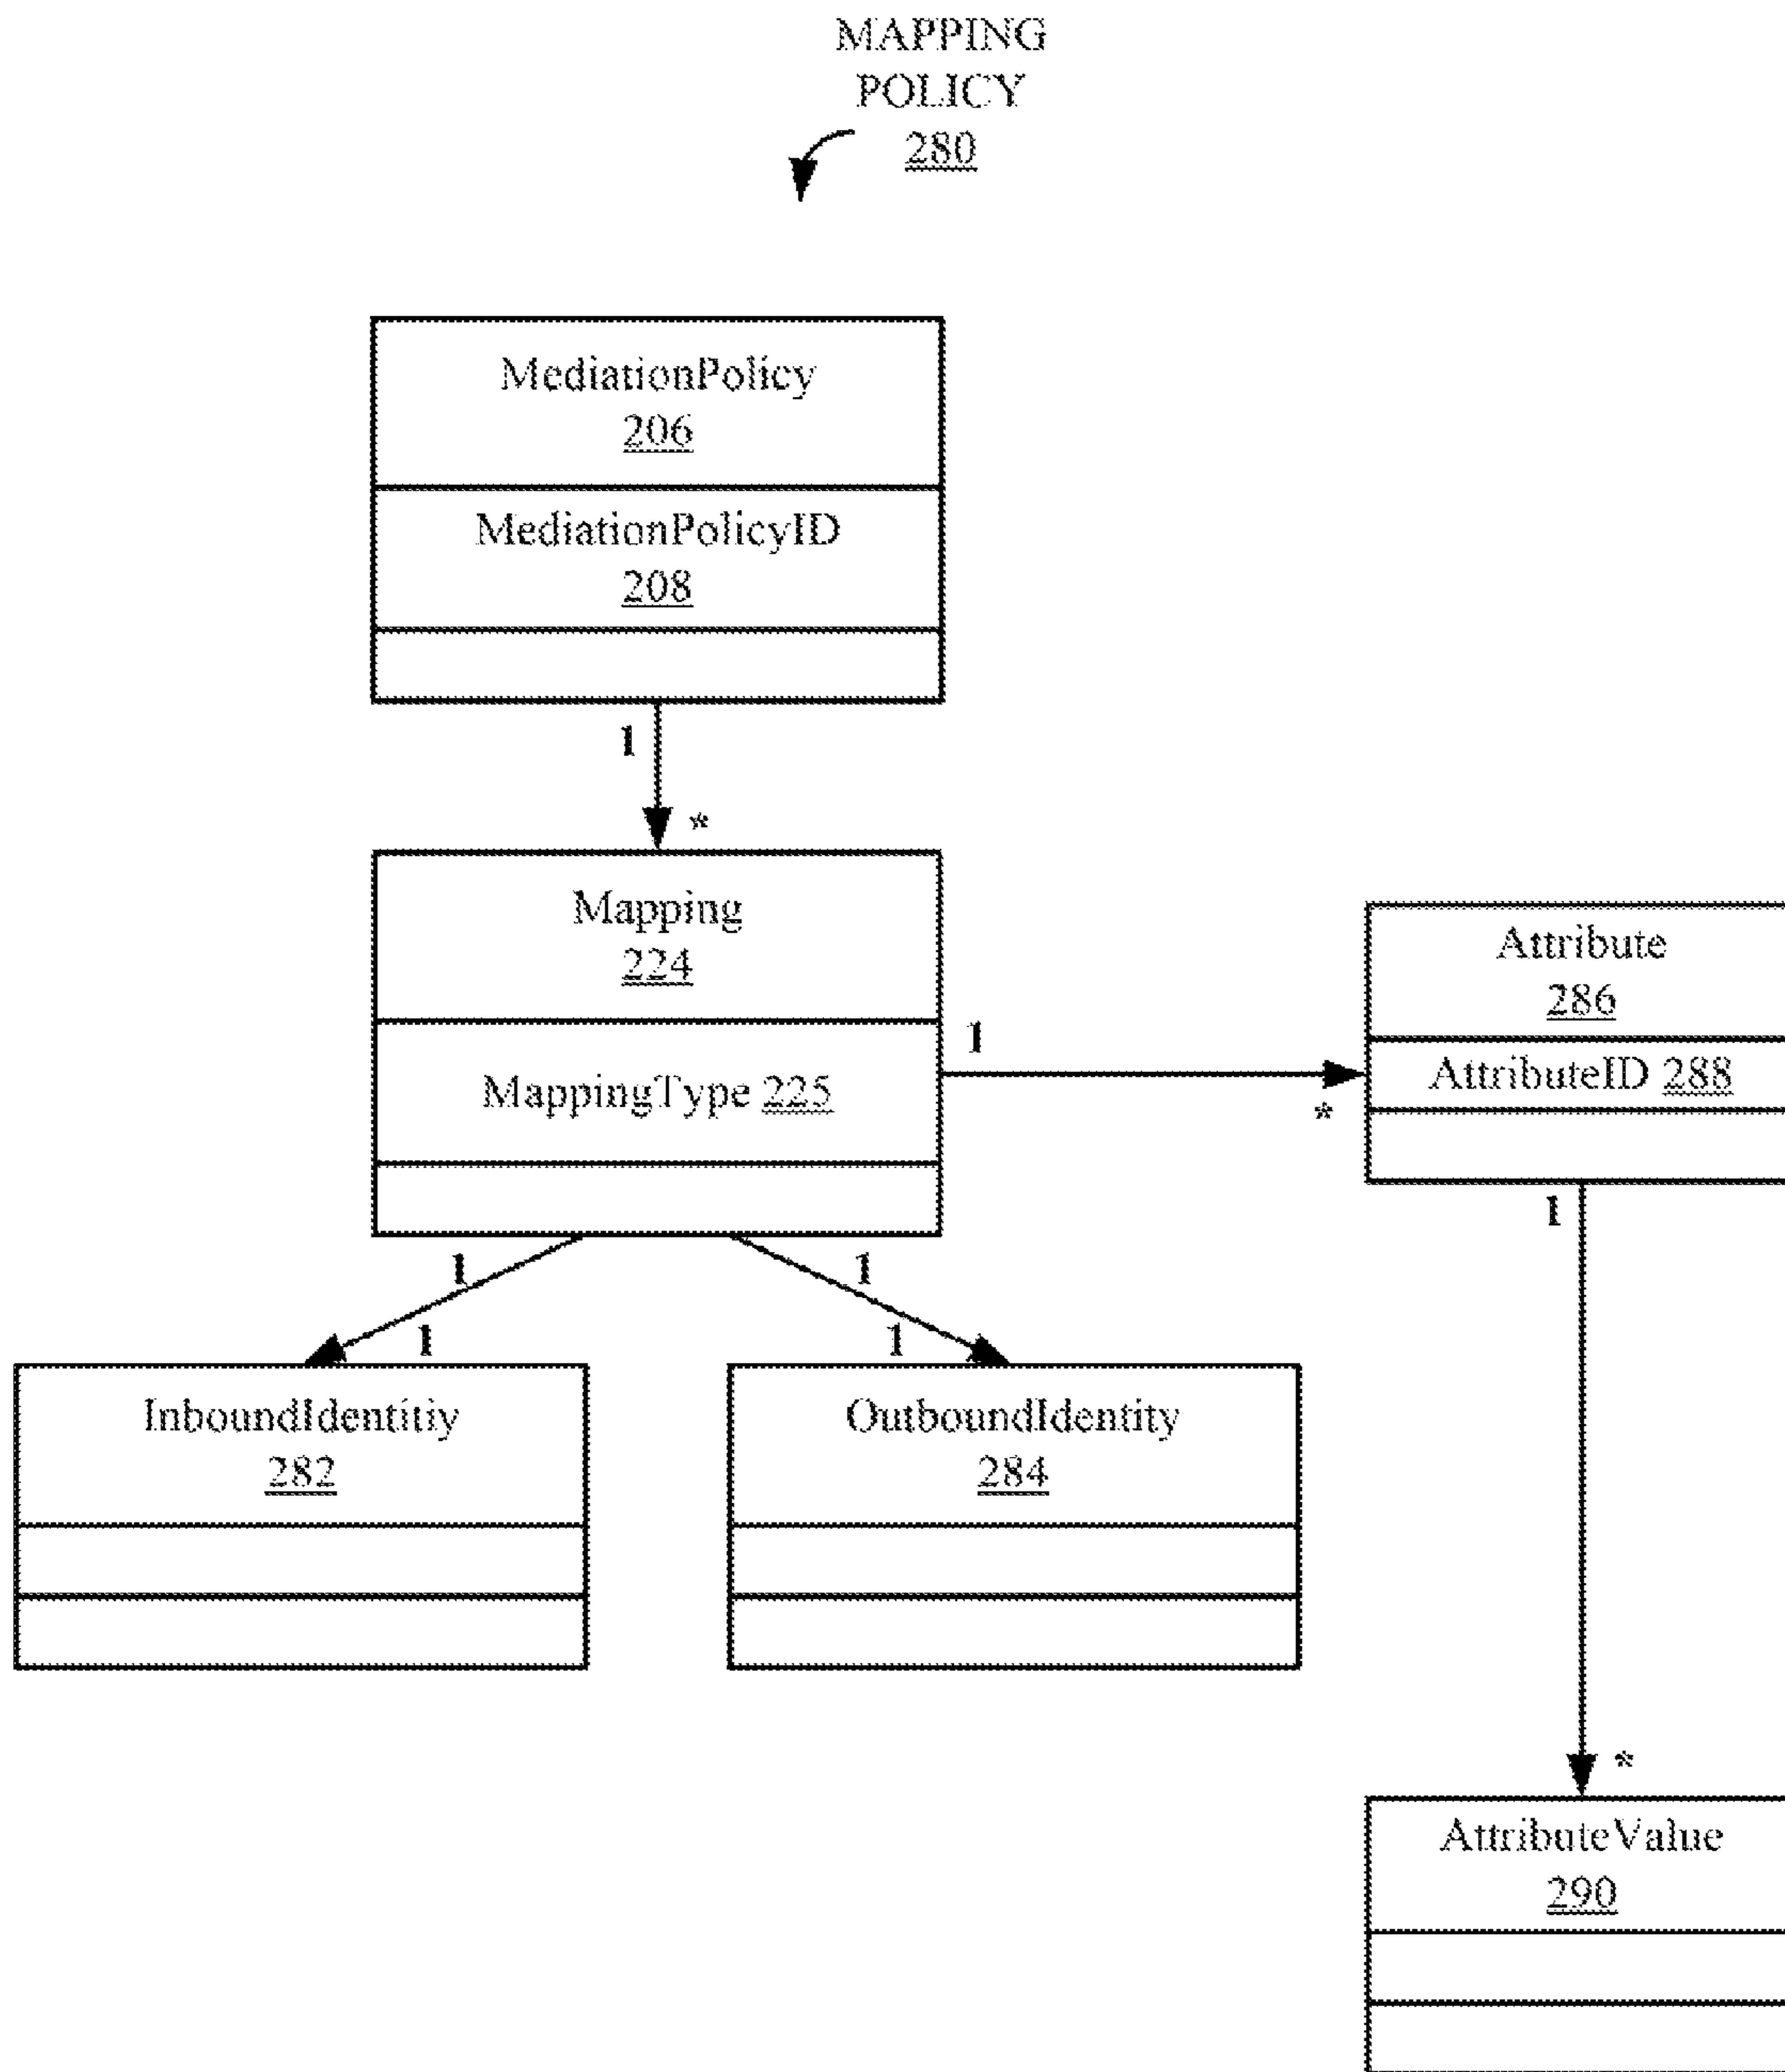 MAPPING
POLICY
280
MediationPolicy
206
MediationPolicyID
208
1
*
Mapping
224
MappingType 225
1
*
Attribute
286
AttributeID 288
1
1
1
1
1
InboundIdentitiy
282
OutboundIdentity
284
*
AttributeValue
290